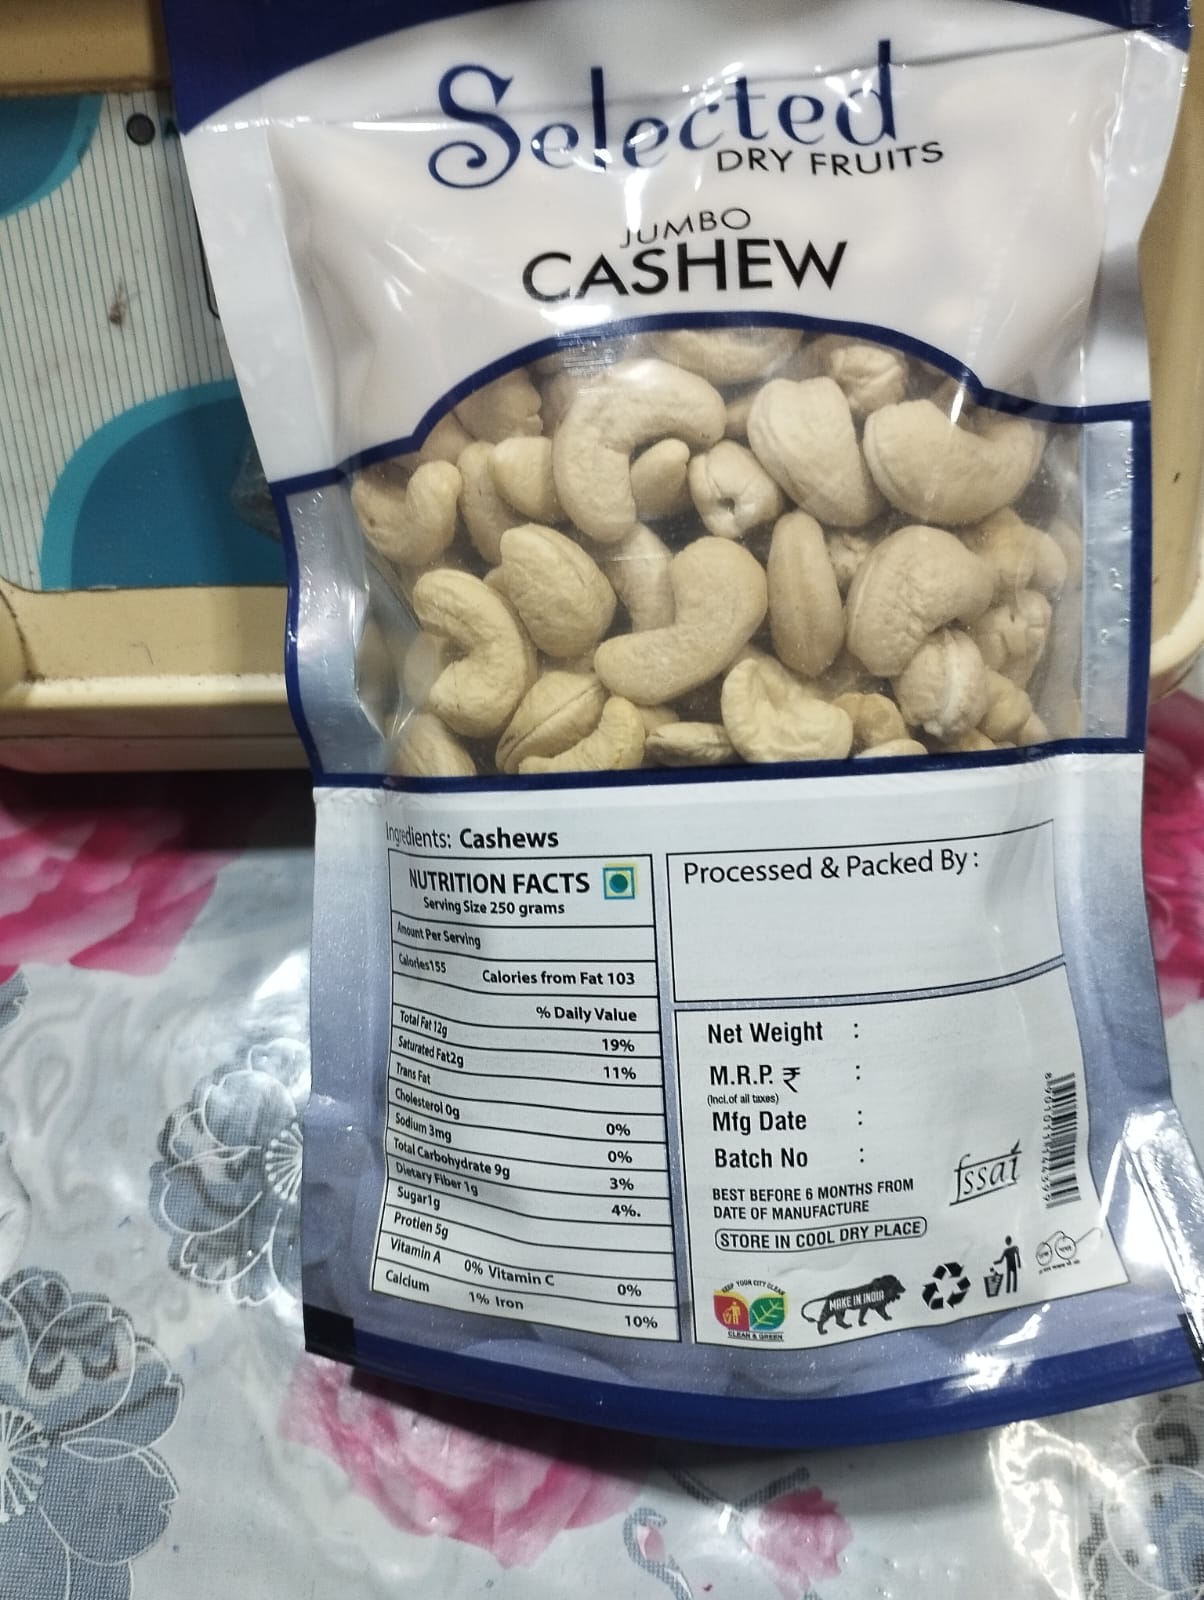 Selected
DRY FRUITS
JUMBO
CASHEW
Ingredients: Cashews
NUTRITION FACTS
Serving Size 250 grams
Amount Per Serving
Calories155 Calories from Fat 103
% Daily Value
Total Fat 12g 19%
Saturated Fat2g 11%
Trans Fat
Cholesterol 0g 0%
Sodium 3mg 0%
Total Carbohydrate 9g 3%
Dietary Fiber 1g 4%.
Sugar1g
Protien 5g
Vitamin A 0% Vitamin C 0%
Calcium 1% Iron 10%
Processed & Packed By :
Net Weight :
M.R.P. ₹ :
(Incl.of all taxes)
Mfg Date :
Batch No :
BEST BEFORE 6 MONTHS FROM
DATE OF MANUFACTURE
STORE IN COOL DRY PLACE
fssai
KEEP YOUR CITY CLEAN
CLEAN & GREEN
MAKE IN INDIA